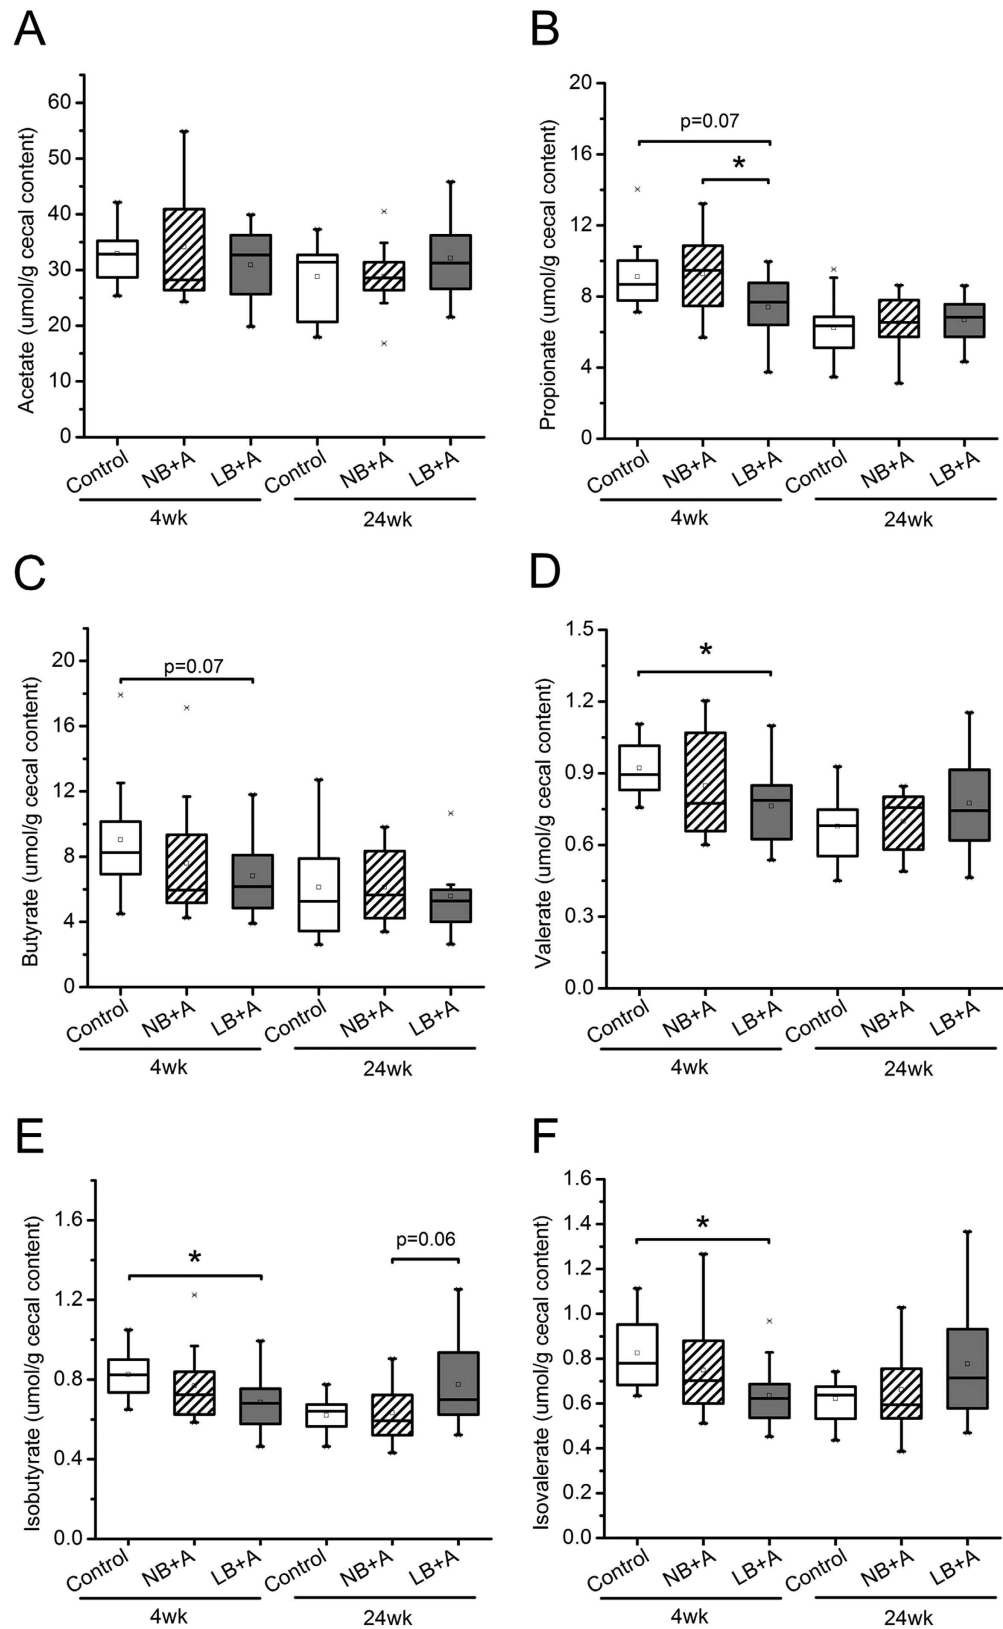 A
Acetate (umol/g cecal content)
60
50
40
30
20
10
0
Control NB+A LB+A Control NB+A LB+A
4wk 24wk
B
Propionate (umol/g cecal content)
20
16
12
8
4
0
p=0.07
*
Control NB+A LB+A Control NB+A LB+A
4wk 24wk
C
Butyrate (umol/g cecal content)
20
16
12
8
4
0
p=0.07
Control NB+A LB+A Control NB+A LB+A
4wk 24wk
D
Valerate (umol/g cecal content)
1.5
1.2
0.9
0.6
0.3
0.0
*
Control NB+A LB+A Control NB+A LB+A
4wk 24wk
E
Isobutyrate (umol/g cecal content)
1.6
1.2
0.8
0.4
0.0
*
p=0.06
Control NB+A LB+A Control NB+A LB+A
4wk 24wk
F
Isovalerate (umol/g cecal content)
1.6
1.4
1.2
1.0
0.8
0.6
0.4
0.2
0.0
*
Control NB+A LB+A Control NB+A LB+A
4wk 24wk